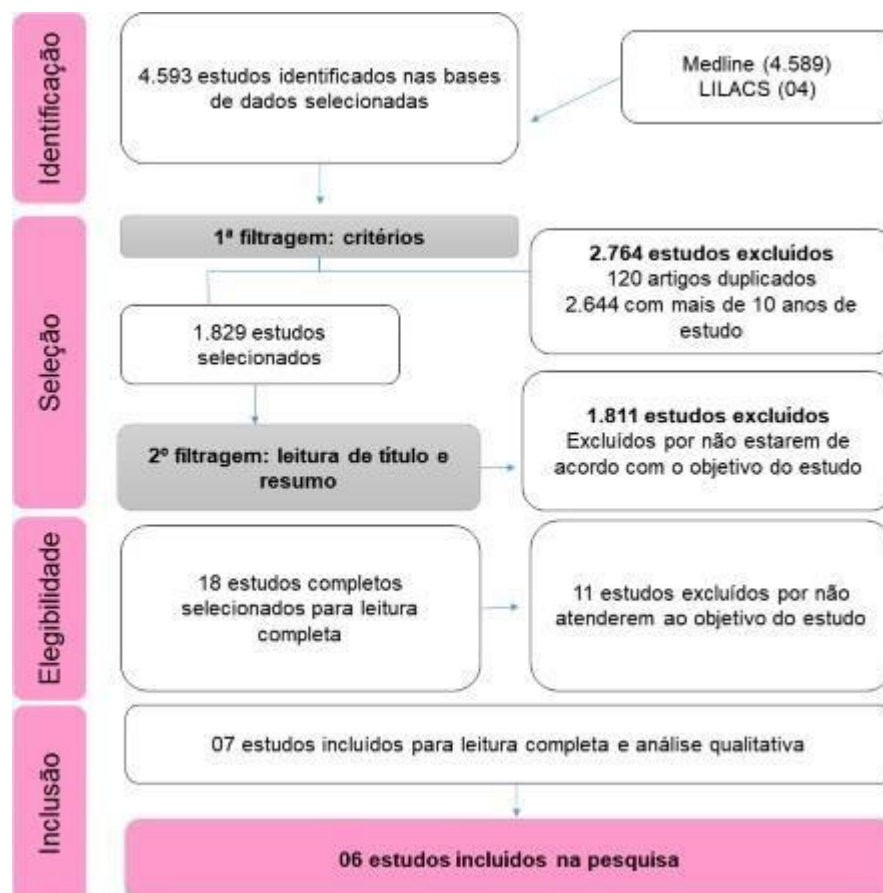 Identificação
4.593 estudos identificados nas bases
de dados selecionadas
Medline (4.589)
LILACS (04)
Seleção
1ª filtragem: critérios
2.764 estudos excluídos
120 artigos duplicados
2.644 com mais de 10 anos de
estudo
1.829 estudos
selecionados
1.811 estudos excluídos
Excluídos por não estarem de
acordo com o objetivo do estudo
2º filtragem: leitura de título e
resumo
Elegibilidade
18 estudos completos
selecionados para leitura
completa
11 estudos excluídos por não
atenderem ao objetivo do estudo
Inclusão
07 estudos incluídos para leitura completa e análise qualitativa
06 estudos incluídos na pesquisa